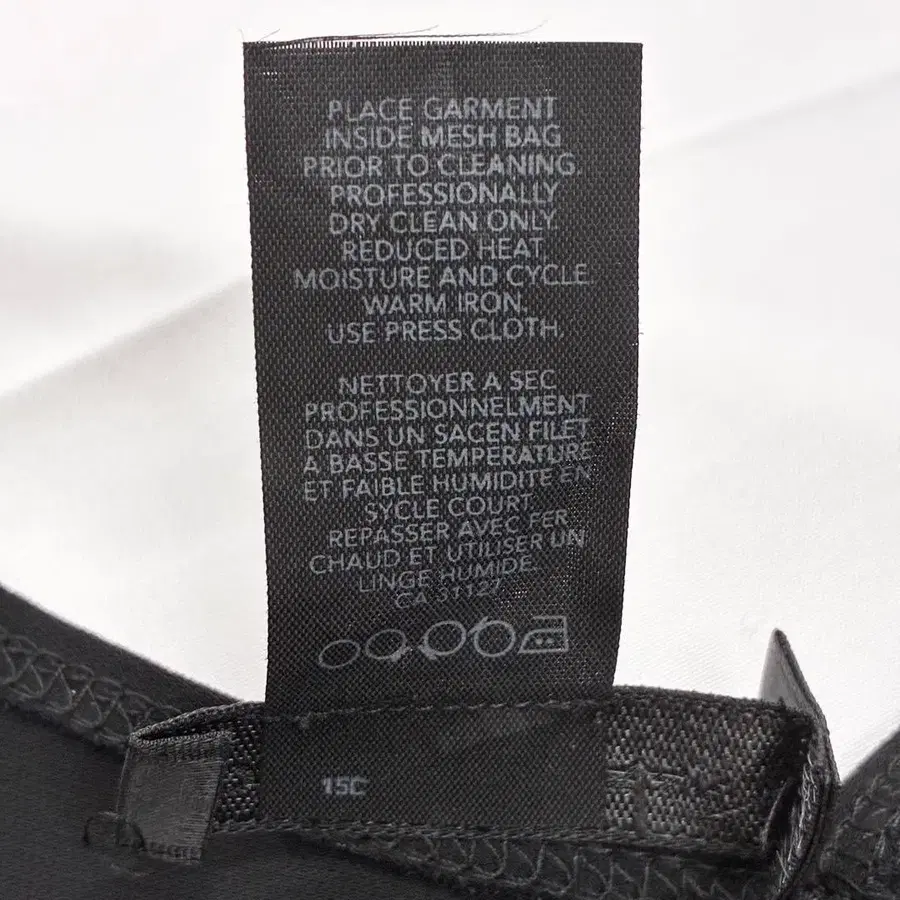 PLACE GARMENT
INSIDE MESH BAG
PRIOR TO CLEANING.
PROFESSIONALLY
DRY CLEAN ONLY.
REDUCED HEAT,
MOISTURE AND CYCLE.
WARM IRON.
USE PRESS CLOTH.
NETTOYER A SEC
PROFESSIONNELMENT
DANS UN SACEN FILET
A BASSE TEMPERATURE
ET FAIBLE HUMIDITE EN
SYCLE COURT
REPASSER AVEC FER
CHAUD ET UTILISER UN
LINGE HUMIDE.
CA 31127
15C